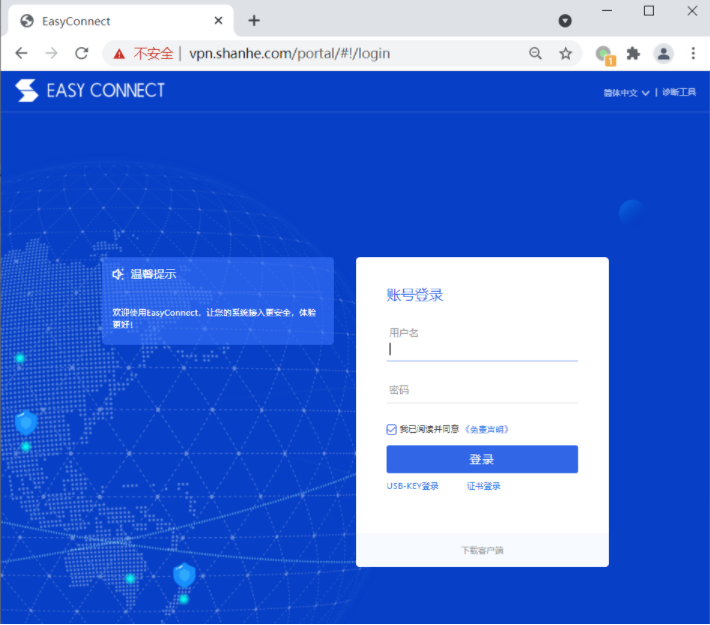 EasyConnect
不安全 | vpn.shanhe.com/portal/#!/login
1
EASY CONNECT
简体中文 | 诊断工具
温馨提示
欢迎使用EasyConnect，让您的系统接入更安全，体验
更好！
账号登录
用户名
密码
我已阅读并同意《免责声明》
登录
USB-KEY登录 证书登录
下载客户端